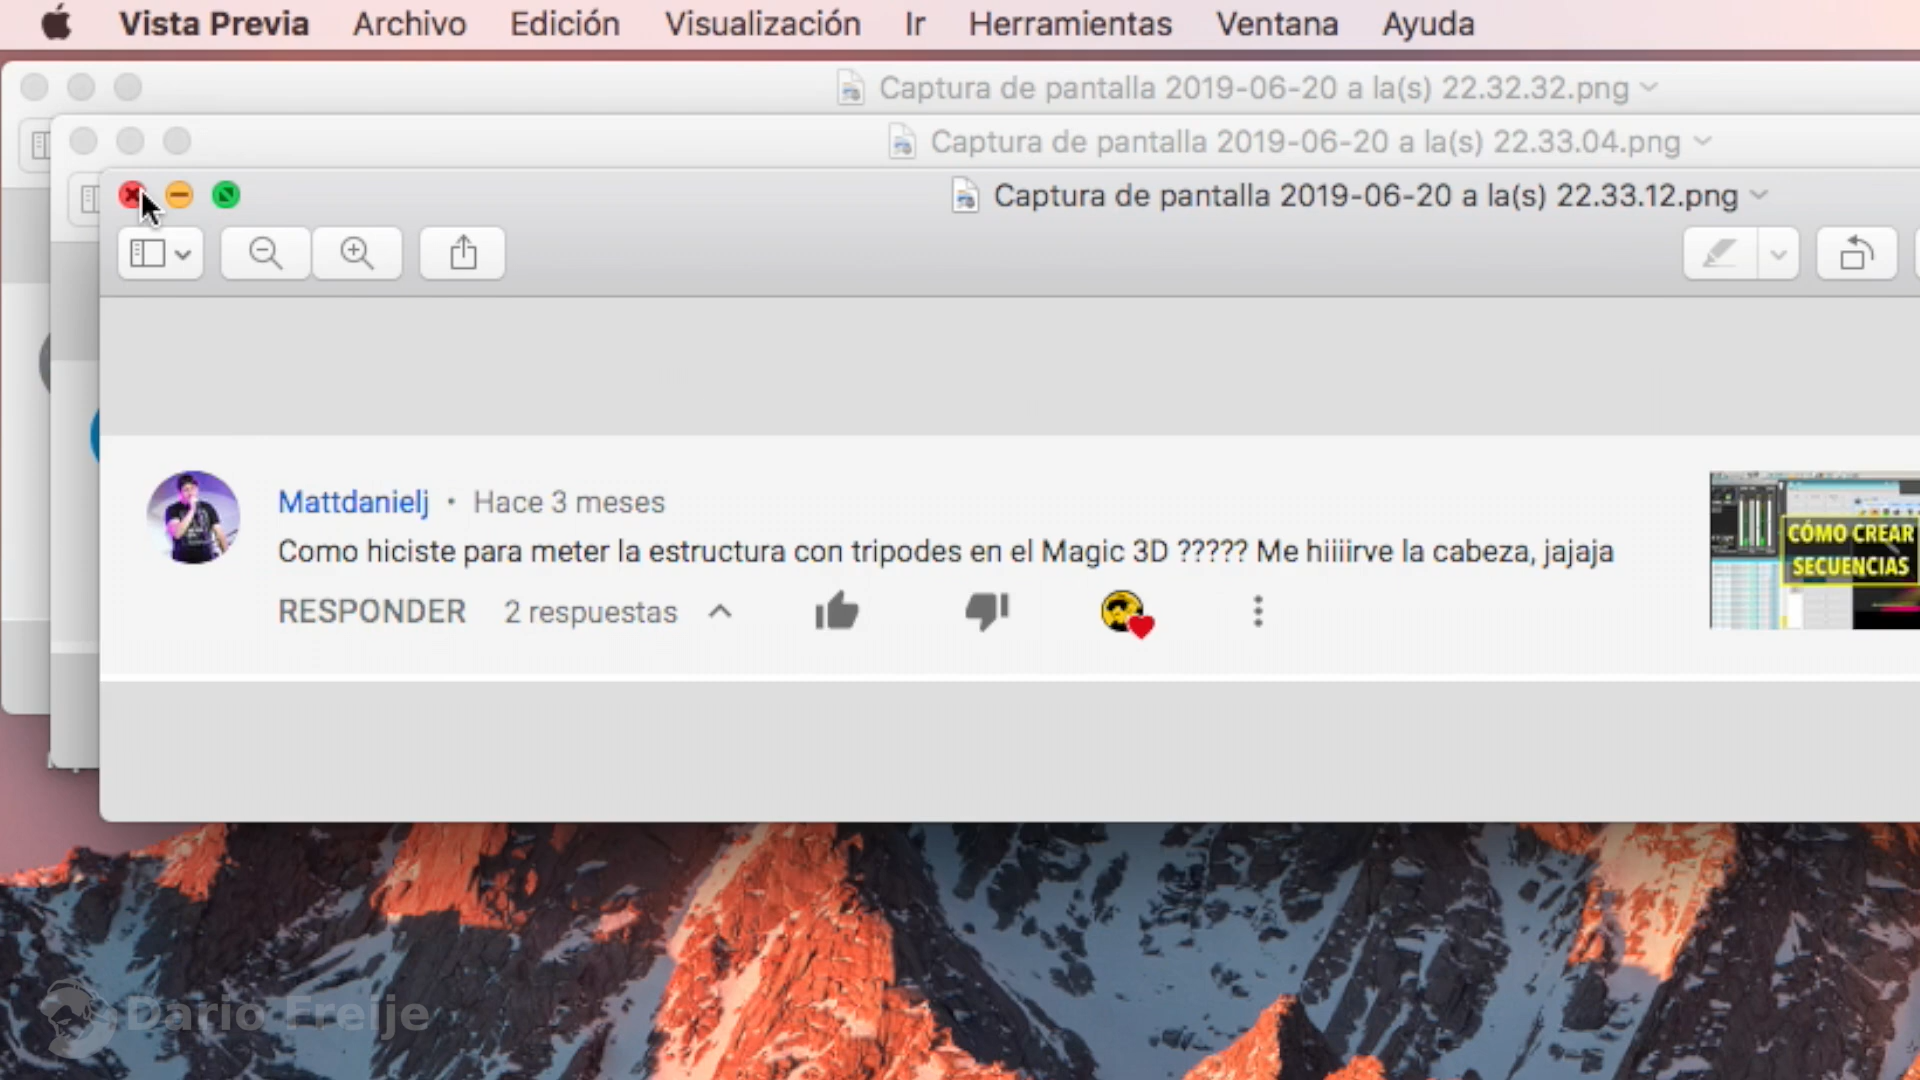 Vista Previa Archivo Edición Visualización Ir Herramientas Ventana Ayuda
Captura de pantalla 2019-06-20 a la(s) 22.32.32.png
Captura de pantalla 2019-06-20 a la(s) 22.33.04.png
Captura de pantalla 2019-06-20 a la(s) 22.33.12.png
Mattdanielj • Hace 3 meses
Como hiciste para meter la estructura con tripodes en el Magic 3D ????? Me hiiiirve la cabeza, jajaja
RESPONDER 2 respuestas
CÓMO CREAR
SECUENCIAS
Dario Freije